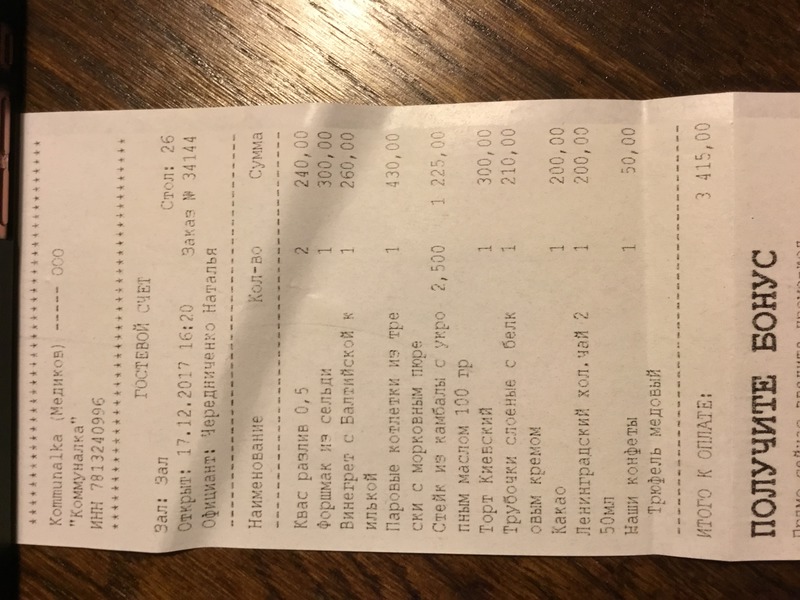 ****************************************
Kommunalka (Медиков) ----- ООО
"Коммуналка"
ИНН 7813240996
****************************************
ГОСТЕВОЙ СЧЕТ
Зал: Зал Стол: 26
Открыт: 17.12.2017 16:20 Заказ № 34144
Официант: Чередниченко Наталья
----------------------------------------
Наименование Кол-во Сумма
----------------------------------------
Квас разлив 0,5 2 240,00
Форшмак из сельди 1 300,00
Винегрет с Балтийской к 1 260,00
илькой
Паровые котлетки из тре 1 430,00
ски с морковным пюре
Стейк из камбалы с укро 2,500 1 225,00
пным маслом 100 гр
Торт Киевский 1 300,00
Трубочки слоеные с белк 1 210,00
овым кремом
Какао 1 200,00
Ленинградский хол.чай 2 1 200,00
50мл
Наши конфеты 1 50,00
Трюфель медовый
----------------------------------------
ИТОГО К ОПЛАТЕ: 3 415,00
ПОЛУЧИТЕ БОНУС